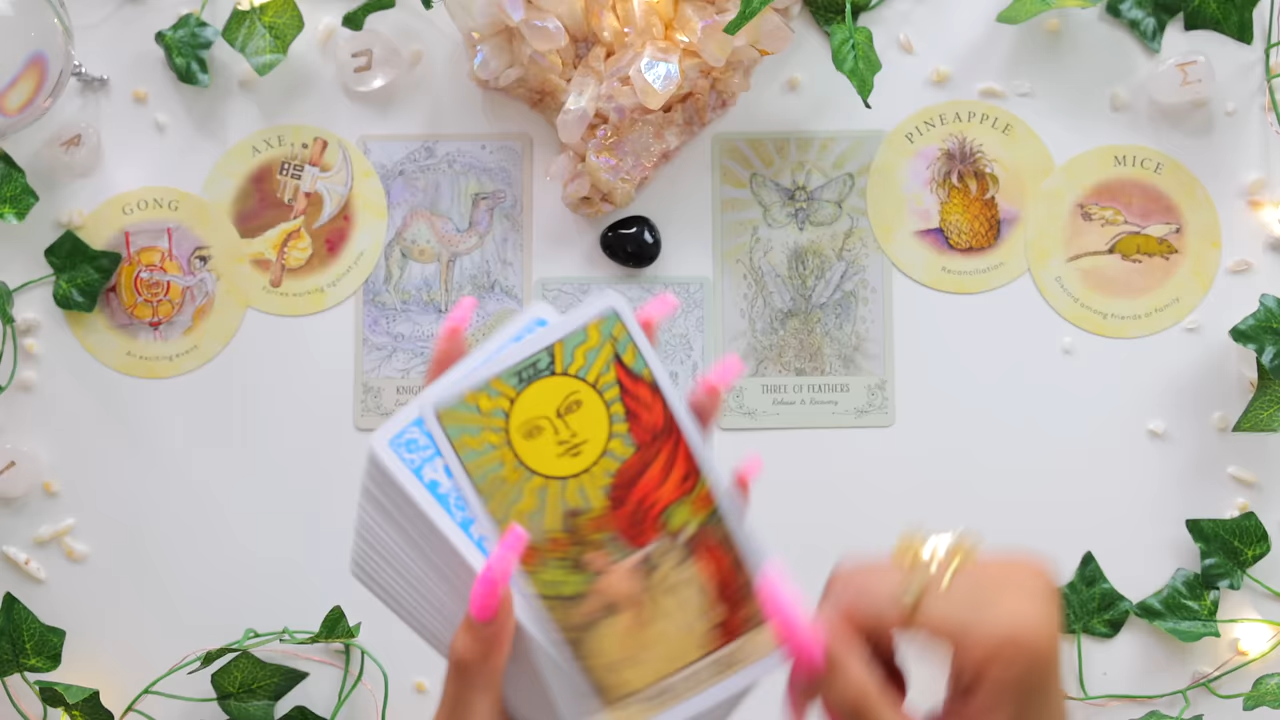 GONG
An exciting event
AXE
Forces working against you
THREE OF FEATHERS
Release & Recovery
PINEAPPLE
Reconciliation
MICE
Discord among friends or family